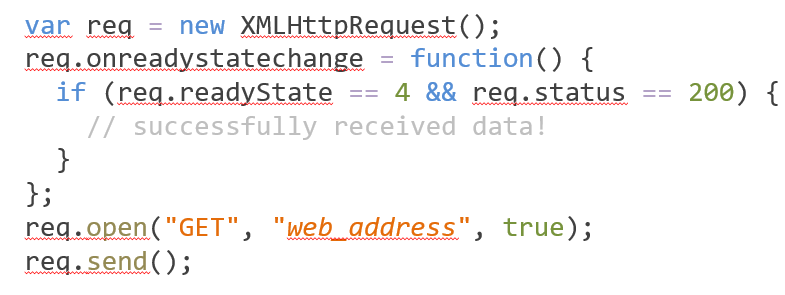 var req = new XMLHttpRequest();
req.onreadystatechange = function() {
  if (req.readyState == 4 && req.status == 200) {
    // successfully received data!
  }
};
req.open("GET", "web_address", true);
req.send();